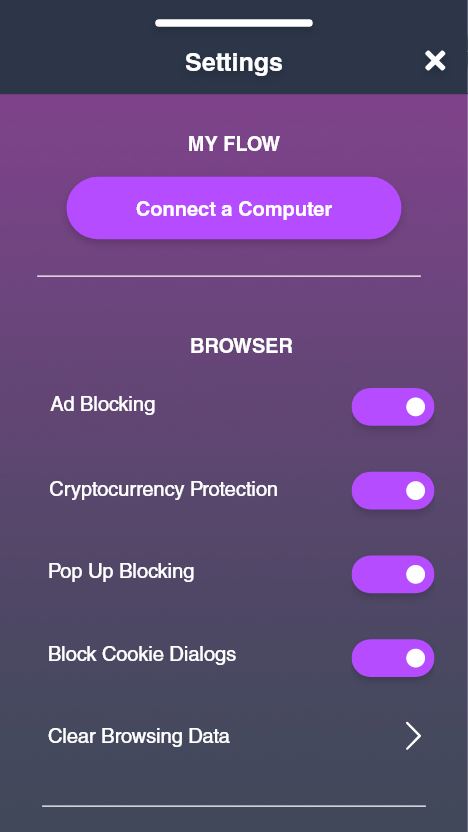 Settings
MY FLOW
Connect a Computer
BROWSER
Ad Blocking
Cryptocurrency Protection
Pop Up Blocking
Block Cookie Dialogs
Clear Browsing Data